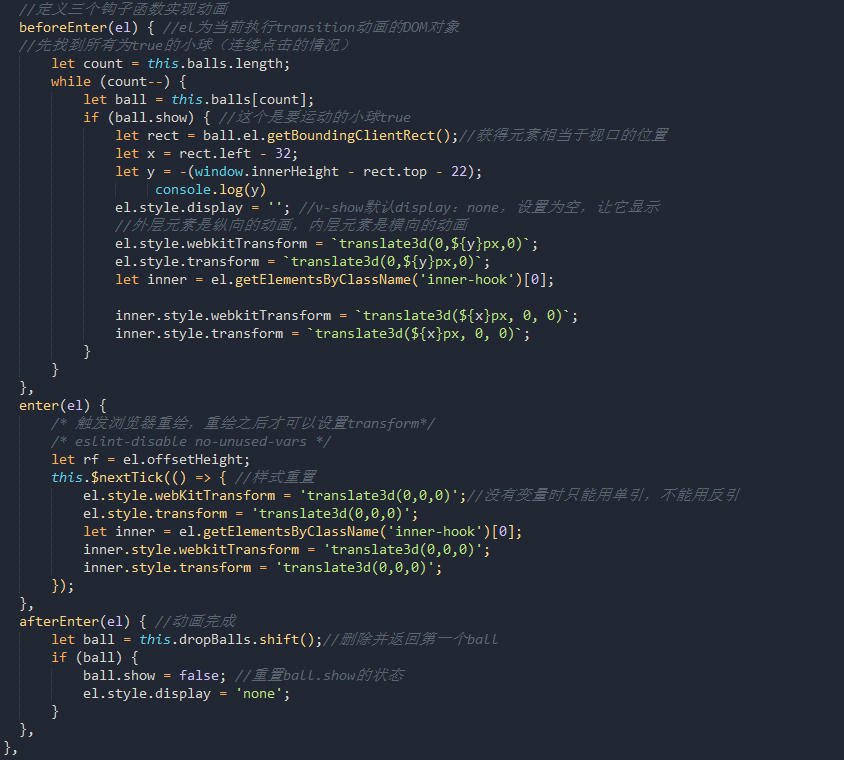 //定义三个钩子函数实现动画
beforeEnter(el) { //el为当前执行transition动画的DOM对象
//先找到所有为true的小球（连续点击的情况）
let count = this.balls.length;
while (count--) {
let ball = this.balls[count];
if (ball.show) { //这个是要运动的小球true
let rect = ball.el.getBoundingClientRect();//获得元素相当于视口的位置
let x = rect.left - 32;
let y = -(window.innerHeight - rect.top - 22);
console.log(y)
el.style.display = ''; //v-show默认display：none，设置为空，让它显示
//外层元素是纵向的动画，内层元素是横向的动画
el.style.webkitTransform = `translate3d(0,${y}px,0)`;
el.style.transform = `translate3d(0,${y}px,0)`;
let inner = el.getElementsByClassName('inner-hook')[0];
inner.style.webkitTransform = `translate3d(${x}px, 0, 0)`;
inner.style.transform = `translate3d(${x}px, 0, 0)`;
}
}
},
enter(el) {
/* 触发浏览器重绘，重绘之后才可以设置transform*/
/* eslint-disable no-unused-vars */
let rf = el.offsetHeight;
this.$nextTick(() => { //样式重置
el.style.webKitTransform = 'translate3d(0,0,0)';//没有变量时只能用单引，不能用反引
el.style.transform = 'translate3d(0,0,0)';
let inner = el.getElementsByClassName('inner-hook')[0];
inner.style.webkitTransform = 'translate3d(0,0,0)';
inner.style.transform = 'translate3d(0,0,0)';
});
},
afterEnter(el) { //动画完成
let ball = this.dropBalls.shift();//删除并返回第一个ball
if (ball) {
ball.show = false; //重置ball.show的状态
el.style.display = 'none';
}
},
},